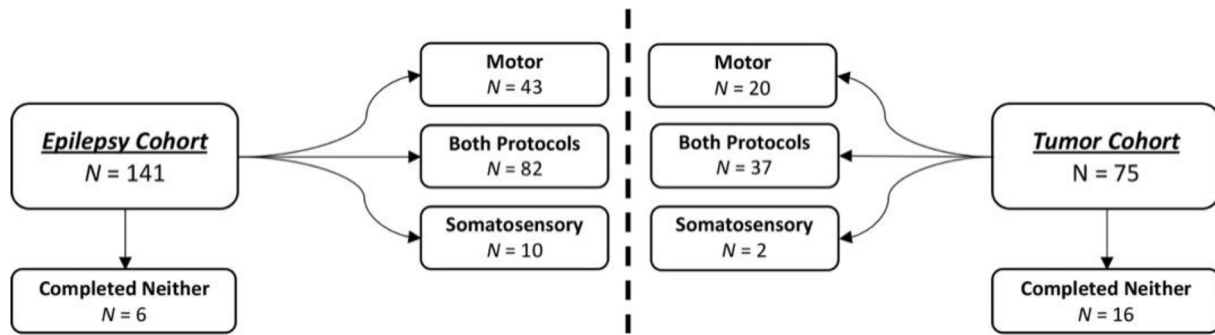 Epilepsy Cohort
N = 141
Completed Neither
N = 6
Motor
N = 43
Both Protocols
N = 82
Somatosensory
N = 10
Motor
N = 20
Both Protocols
N = 37
Somatosensory
N = 2
Tumor Cohort
N = 75
Completed Neither
N = 16